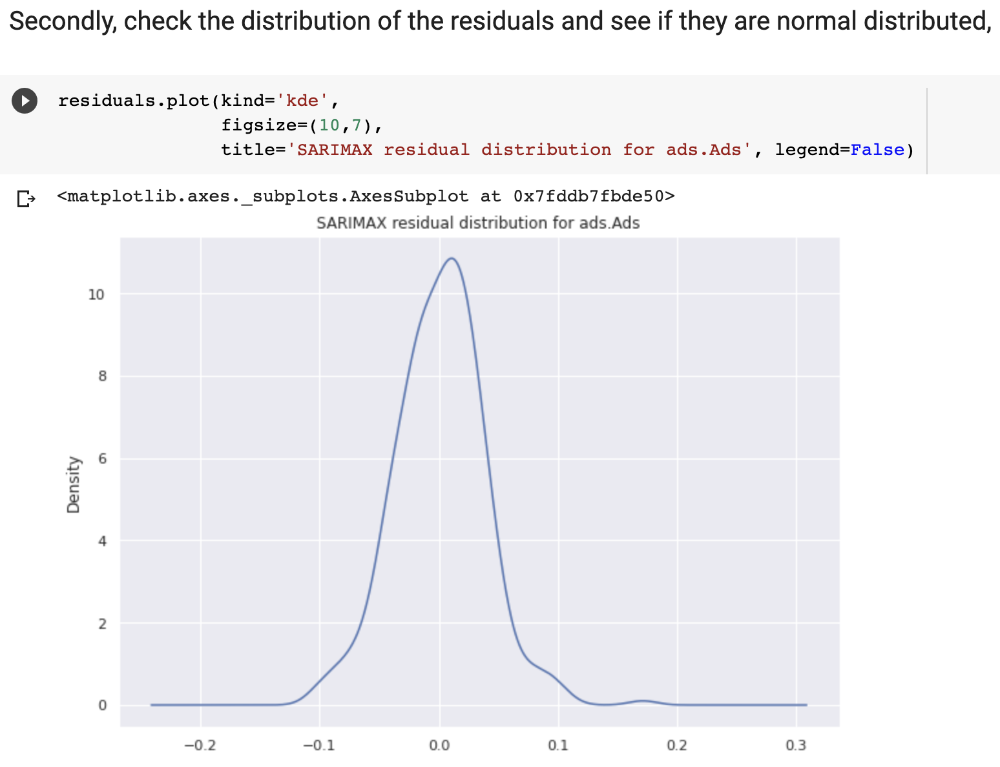 Secondly, check the distribution of the residuals and see if they are normal distributed,
residuals.plot(kind='kde',
figsize=(10,7),
title='SARIMAX residual distribution for ads.Ads', legend=False)
<matplotlib.axes._subplots.AxesSubplot at 0x7fddb7fbde50>
SARIMAX residual distribution for ads.Ads
10
8
6
4
2
0
Density
−0.2 −0.1 0.0 0.1 0.2 0.3